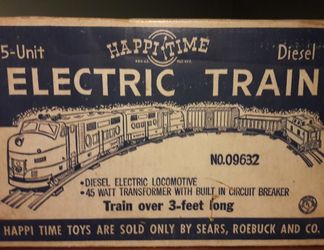 5-Unit
HAPPI TIME
Diesel
ELECTRIC TRAIN
NO.09632
• DIESEL ELECTRIC LOCOMOTIVE
• 45 WATT TRANSFORMER WITH BUILT IN CIRCUIT BREAKER
Train over 3-feet long
HAPPI TIME TOYS ARE SOLD ONLY BY SEARS, ROEBUCK AND CO.